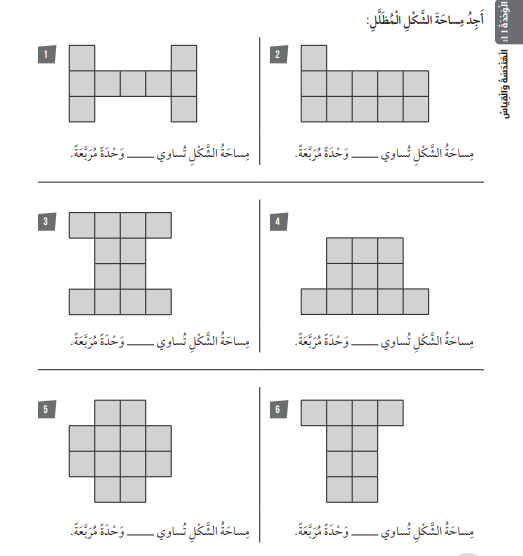 الْوَحْدَةُ 11: الْهَنْدَسَةُ وَالْقِياسُ
أَجِدُ مِساحَةَ الشَّكْلِ الْمُظَلَّلِ:
1
2
مِساحَةُ الشَّكْلِ تُساوي ____ وَحْدَةً مُرَبَّعَةً.
مِساحَةُ الشَّكْلِ تُساوي ____ وَحْدَةً مُرَبَّعَةً.
3
4
مِساحَةُ الشَّكْلِ تُساوي ____ وَحْدَةً مُرَبَّعَةً.
مِساحَةُ الشَّكْلِ تُساوي ____ وَحْدَةً مُرَبَّعَةً.
5
6
مِساحَةُ الشَّكْلِ تُساوي ____ وَحْدَةً مُرَبَّعَةً.
مِساحَةُ الشَّكْلِ تُساوي ____ وَحْدَةً مُرَبَّعَةً.